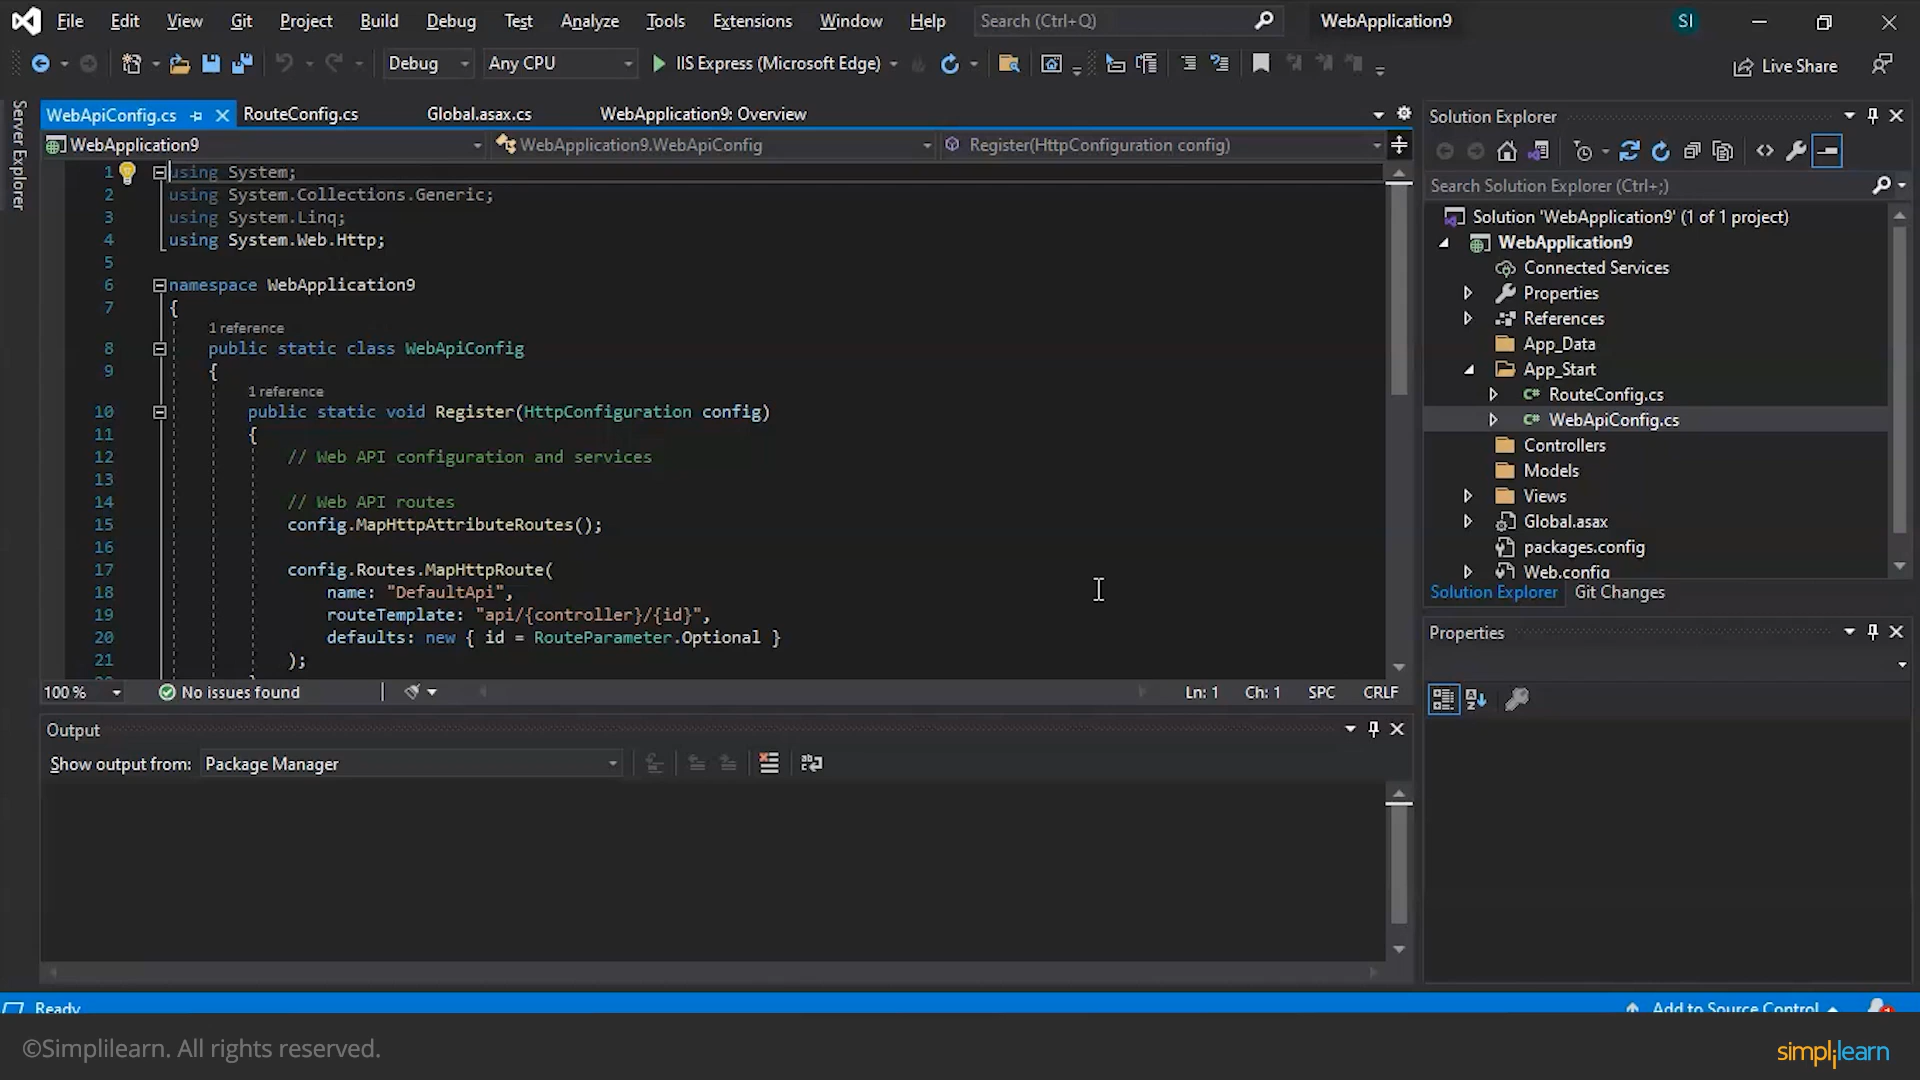 File Edit View Git Project Build Debug Test Analyze Tools Extensions Window Help Search (Ctrl+Q) WebApplication9 SI
Debug Any CPU IIS Express (Microsoft Edge) Live Share
Server Explorer
WebApiConfig.cs RouteConfig.cs Global.asax.cs WebApplication9: Overview
WebApplication9 WebApplication9.WebApiConfig Register(HttpConfiguration config)
1 using System;
2 using System.Collections.Generic;
3 using System.Linq;
4 using System.Web.Http;
5
6 namespace WebApplication9
7 {
1 reference
8 public static class WebApiConfig
9 {
1 reference
10 public static void Register(HttpConfiguration config)
11 {
12 // Web API configuration and services
13
14 // Web API routes
15 config.MapHttpAttributeRoutes();
16
17 config.Routes.MapHttpRoute(
18 name: "DefaultApi",
19 routeTemplate: "api/{controller}/{id}",
20 defaults: new { id = RouteParameter.Optional }
21 );
100 % No issues found Ln: 1 Ch: 1 SPC CRLF
Output
Show output from: Package Manager
Solution Explorer
Search Solution Explorer (Ctrl+;)
Solution 'WebApplication9' (1 of 1 project)
WebApplication9
Connected Services
Properties
References
App_Data
App_Start
C# RouteConfig.cs
C# WebApiConfig.cs
Controllers
Models
Views
Global.asax
packages.config
Web.config
Solution Explorer Git Changes
Properties
Ready Add to Source Control
©Simplilearn. All rights reserved.
simplilearn